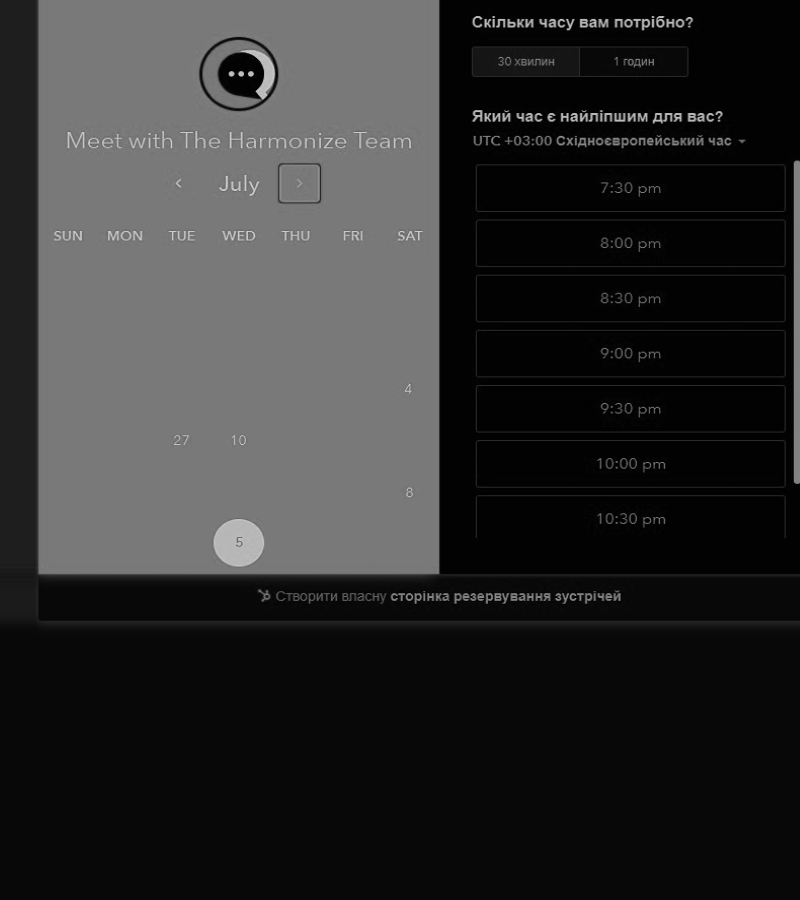 Meet with The Harmonize Team
July
SUN MON TUE WED THU FRI SAT
4
27 10
8
5
Скільки часу вам потрібно?
30 хвилин 1 годин
Який час є найліпшим для вас?
UTC +03:00 Східноєвропейський час
7:30 pm
8:00 pm
8:30 pm
9:00 pm
9:30 pm
10:00 pm
10:30 pm
Створити власну сторінка резервування зустрічей